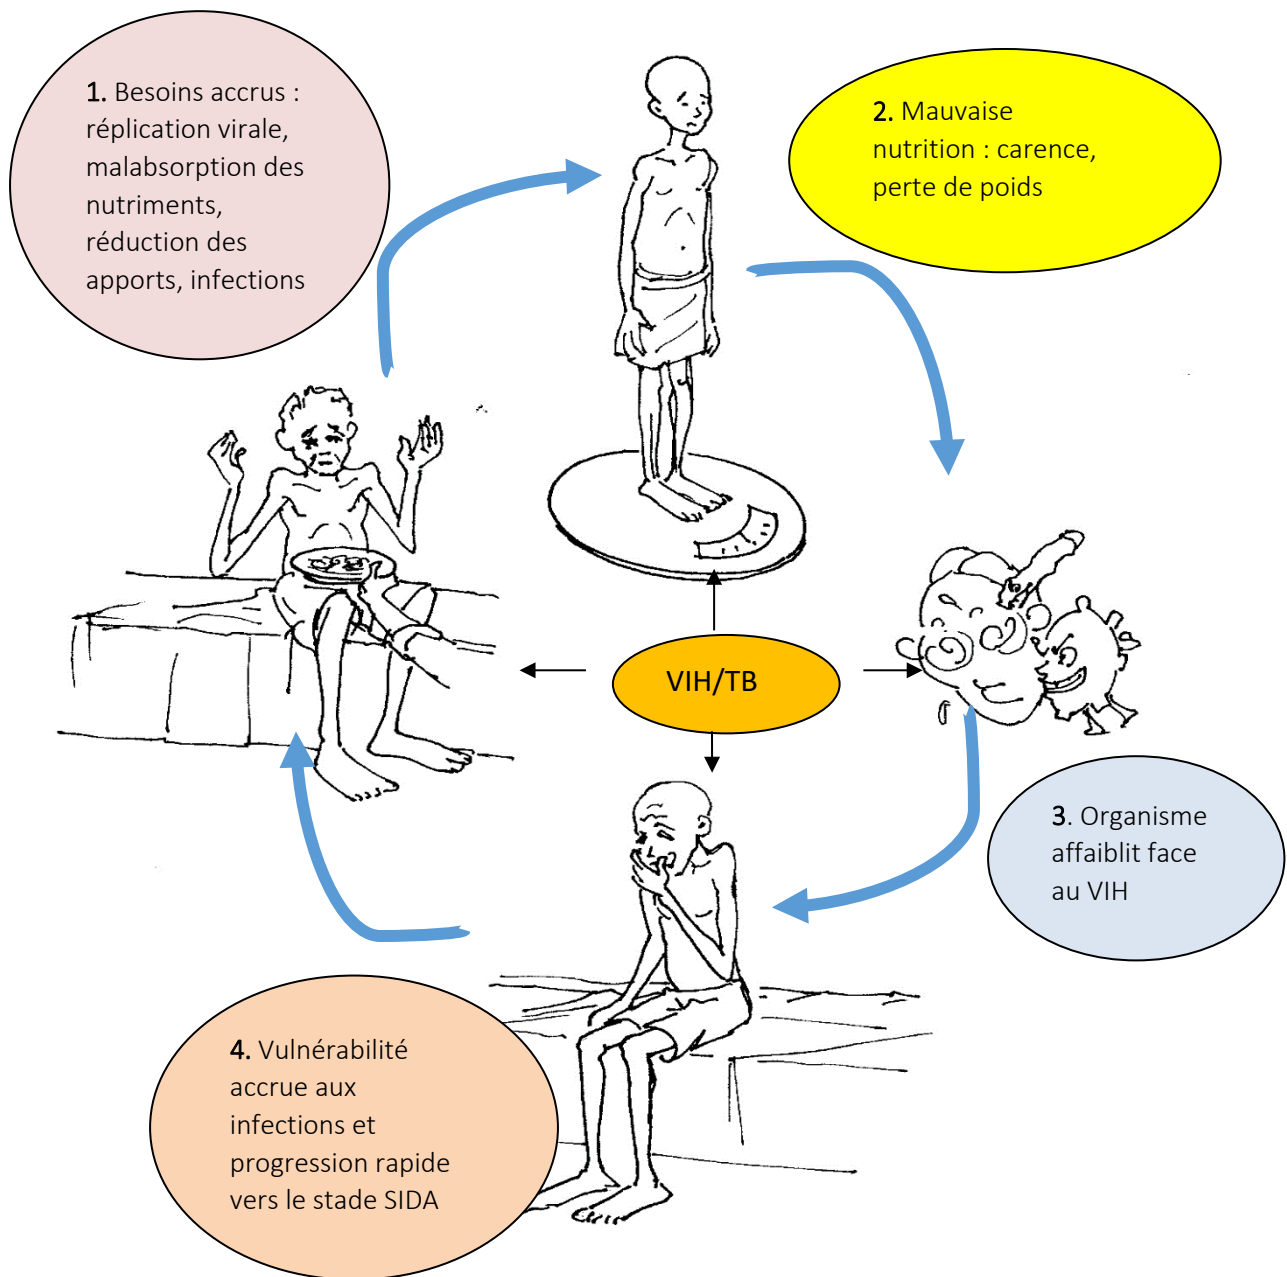 1. Besoins accrus :
réplication virale,
malabsorption des
nutriments,
réduction des
apports, infections
2. Mauvaise
nutrition : carence,
perte de poids
VIH/TB
3. Organisme
affaiblit face
au VIH
4. Vulnérabilité
accrue aux
infections et
progression rapide
vers le stade SIDA